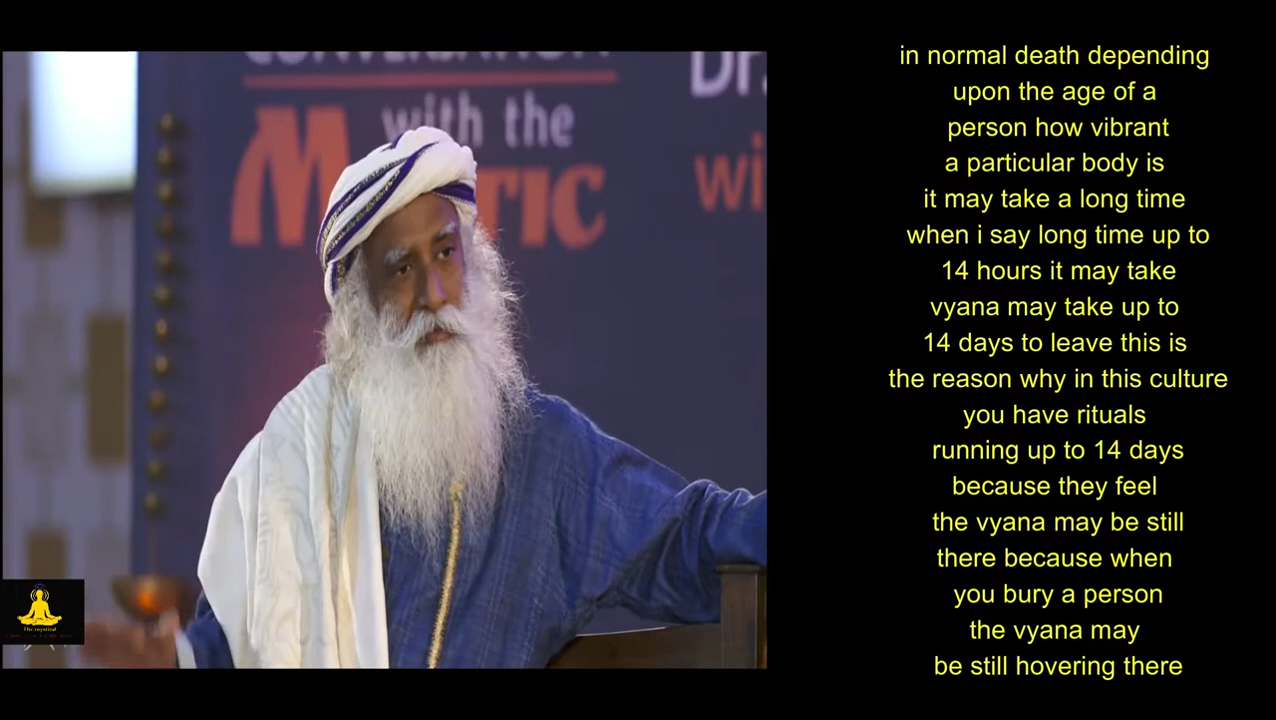 with the
Dr.
wi
in normal death depending
upon the age of a
person how vibrant
a particular body is
it may take a long time
when i say long time up to
14 hours it may take
vyana may take up to
14 days to leave this is
the reason why in this culture
you have rituals
running up to 14 days
because they feel
the vyana may be still
there because when
you bury a person
the vyana may
be still hovering there